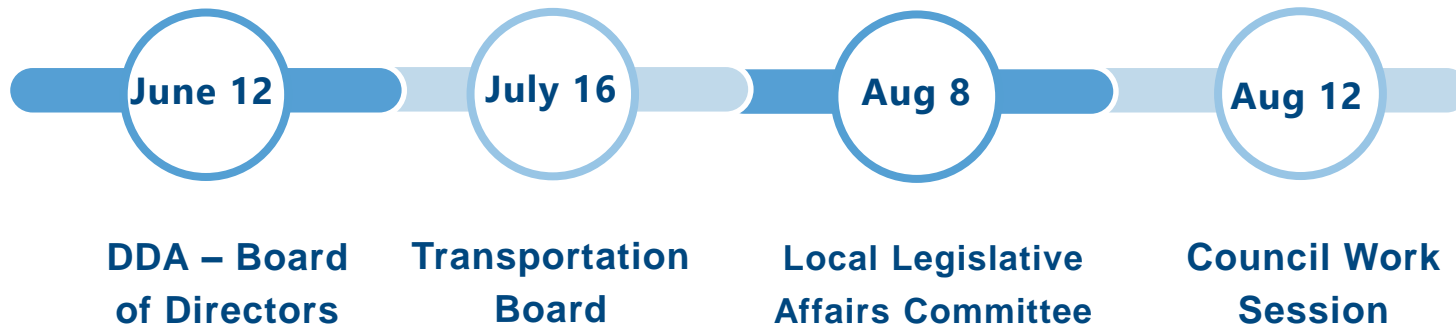 June 12
July 16
Aug 8
Aug 12
DDA – Board
of Directors
Transportation
Board
Local Legislative
Affairs Committee
Council Work
Session